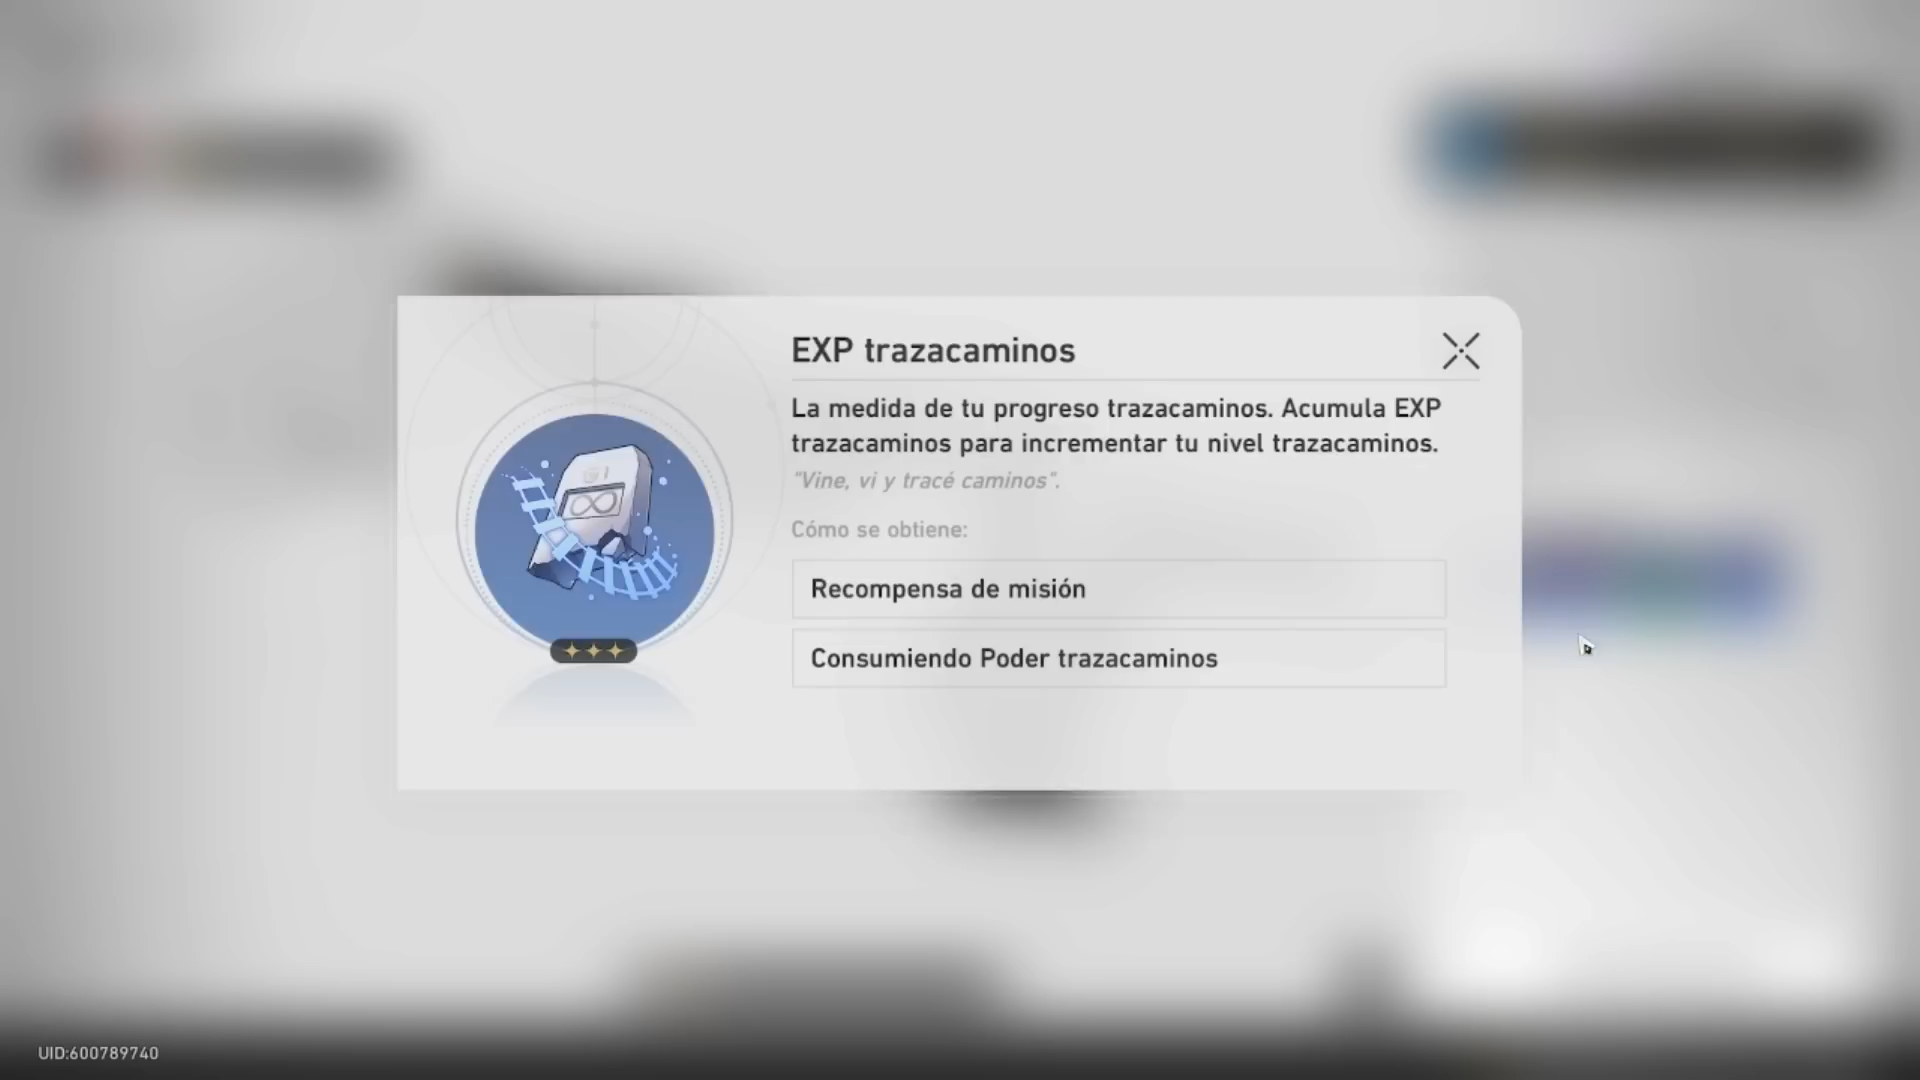 EXP trazacaminos
La medida de tu progreso trazacaminos. Acumula EXP
trazacaminos para incrementar tu nivel trazacaminos.
"Vine, vi y tracé caminos".
Cómo se obtiene:
Recompensa de misión
Consumiendo Poder trazacaminos
UID:600789740